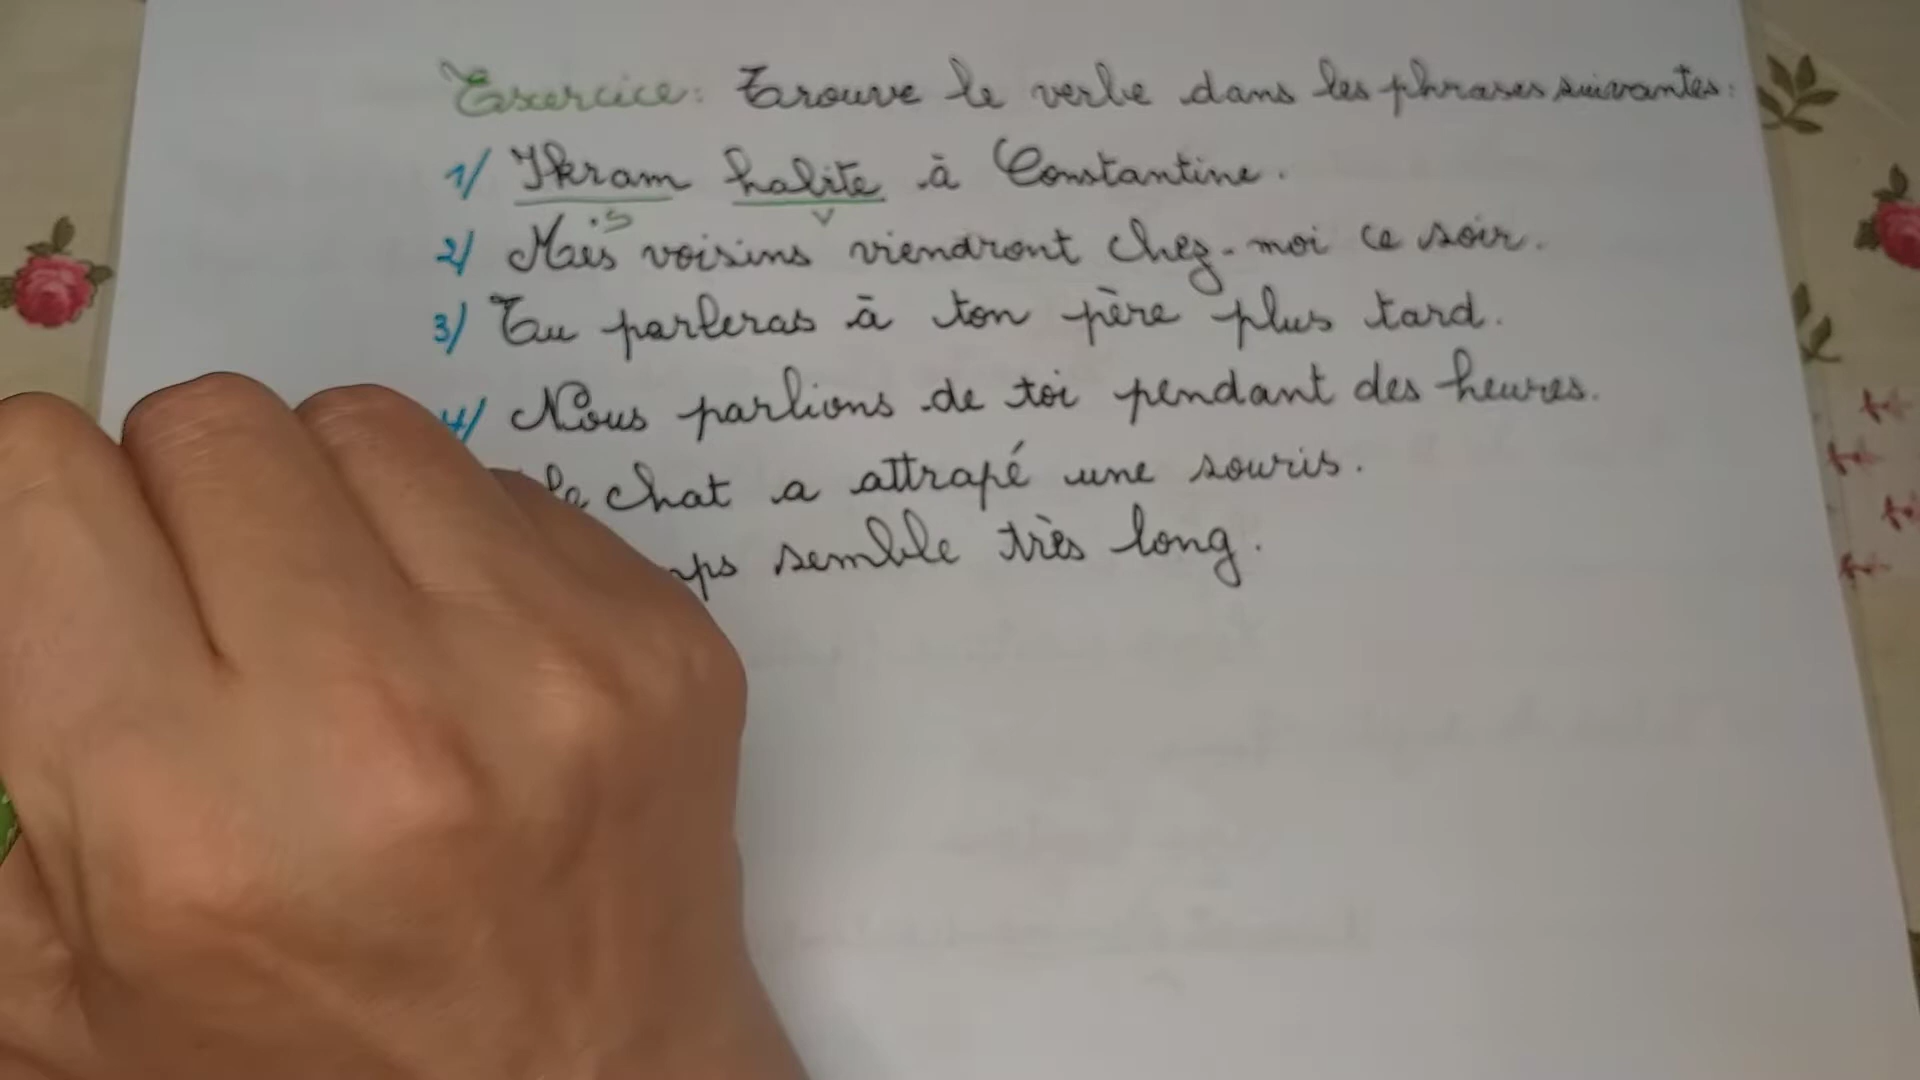 Exercice: Trouve le verbe dans les phrases suivantes:
1/ Ikram habite à Constantine.
S V
2/ Mes voisins viendront chez-moi ce soir.
3/ Tu parleras à ton père plus tard.
4/ Nous parlions de toi pendant des heures.
Le chat a attrapé une souris.
semble très long.